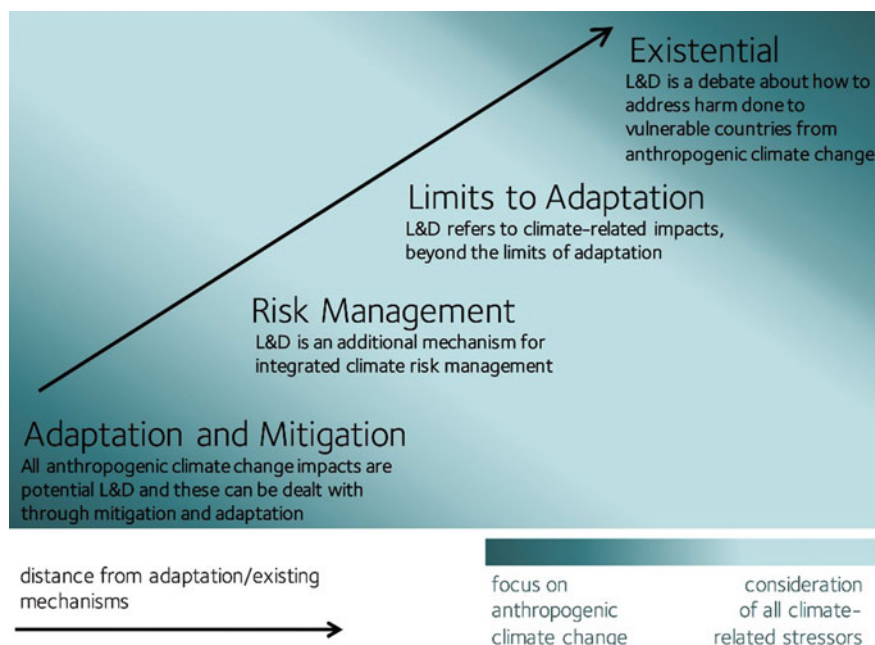 Existential
L&D is a debate about how to
address harm done to
vulnerable countries from
anthropogenic climate change
Limits to Adaptation
L&D refers to climate-related impacts,
beyond the limits of adaptation
Risk Management
L&D is an additional mechanism for
integrated climate risk management
Adaptation and Mitigation
All anthropogenic climate change impacts are
potential L&D and these can be dealt with
through mitigation and adaptation
distance from adaptation/existing
mechanisms
focus on
anthropogenic
climate change
consideration
of all climate-
related stressors